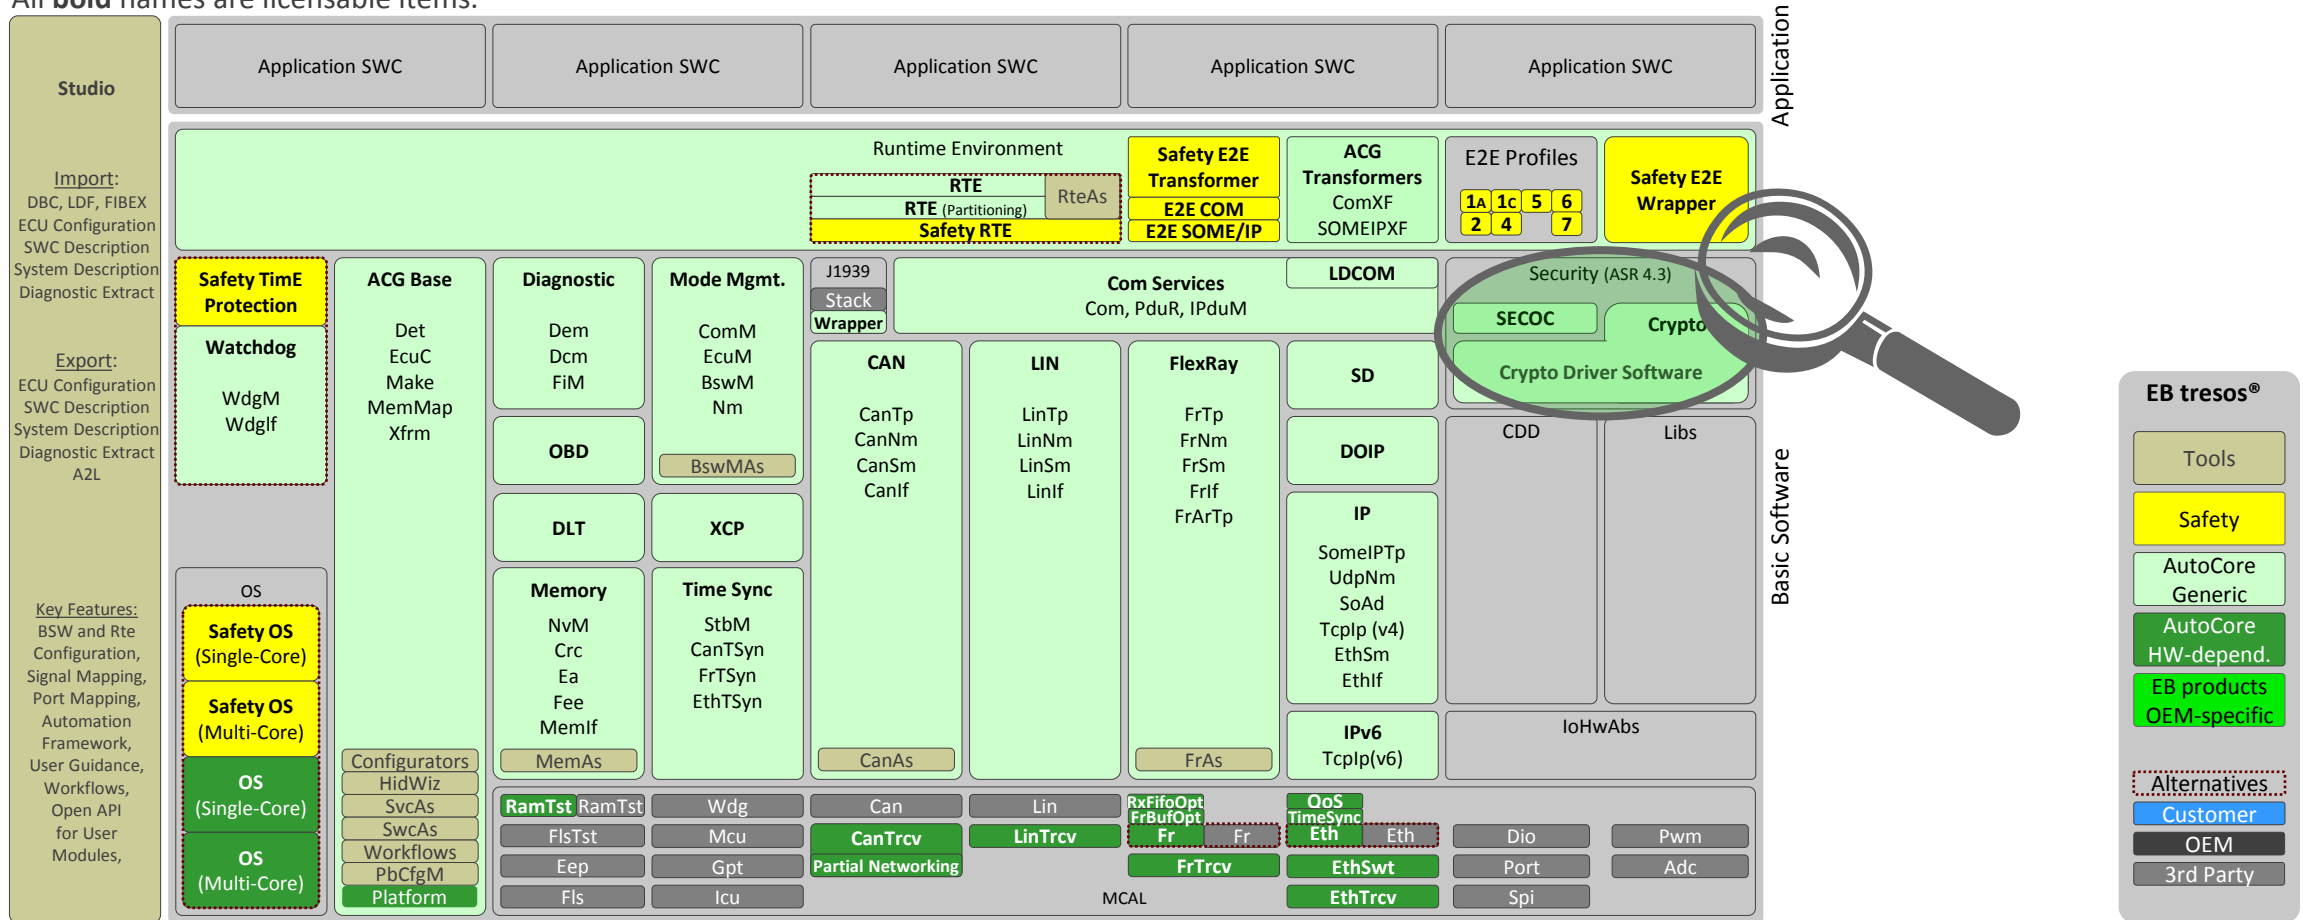 All bold names are licensable items.
Studio
Import:
DBC, LDF, FIBEX
ECU Configuration
SWC Description
System Description
Diagnostic Extract
Export:
ECU Configuration
SWC Description
System Description
Diagnostic Extract
A2L
Key Features:
BSW and Rte
Configuration,
Signal Mapping,
Port Mapping,
Automation
Framework,
User Guidance,
Workflows,
Open API
for User
Modules,
Application SWC
Application SWC
Application SWC
Application SWC
Application SWC
Application
Runtime Environment
RTE
RTE (Partitioning)
RteAs
Safety RTE
Safety E2E
Transformer
E2E COM
E2E SOME/IP
ACG
Transformers
ComXF
SOMEIPXF
E2E Profiles
1A 1C 5 6
2 4 7
Safety E2E
Wrapper
Safety TimE
Protection
Watchdog
WdgM
WdgIf
OS
Safety OS
(Single-Core)
Safety OS
(Multi-Core)
OS
(Single-Core)
OS
(Multi-Core)
ACG Base
Det
EcuC
Make
MemMap
Xfrm
Configurators
HidWiz
SvcAs
SwcAs
Workflows
PbCfgM
Platform
Diagnostic
Dem
Dcm
FiM
OBD
DLT
Memory
NvM
Crc
Ea
Fee
MemIf
MemAs
Mode Mgmt.
ComM
EcuM
BswM
Nm
BswMAs
XCP
Time Sync
StbM
CanTSyn
FrTSyn
EthTSyn
J1939
Stack
Wrapper
Com Services
Com, PduR, IPduM
LDCOM
CAN
CanTp
CanNm
CanSm
CanIf
CanAs
LIN
LinTp
LinNm
LinSm
LinIf
FlexRay
FrTp
FrNm
FrSm
FrIf
FrArTp
FrAs
SD
DOIP
IP
SomeIPTp
UdpNm
SoAd
TcpIp (v4)
EthSm
EthIf
IPv6
TcpIp(v6)
Security (ASR 4.3)
SECOC
Crypto
Crypto Driver Software
CDD
Libs
IoHwAbs
Basic Software
RamTst RamTst
FlsTst
Eep
Fls
Wdg
Mcu
Gpt
Icu
Can
CanTrcv
Partial Networking
Lin
LinTrcv
RxFifoOpt
FrBufOpt
Fr Fr
FrTrcv
MCAL
QoS
TimeSync
Eth Eth
EthSwt
EthTrcv
Dio
Port
Spi
Pwm
Adc
EB tresos®
Tools
Safety
AutoCore
Generic
AutoCore
HW-depend.
EB products
OEM-specific
Alternatives
Customer
OEM
3rd Party